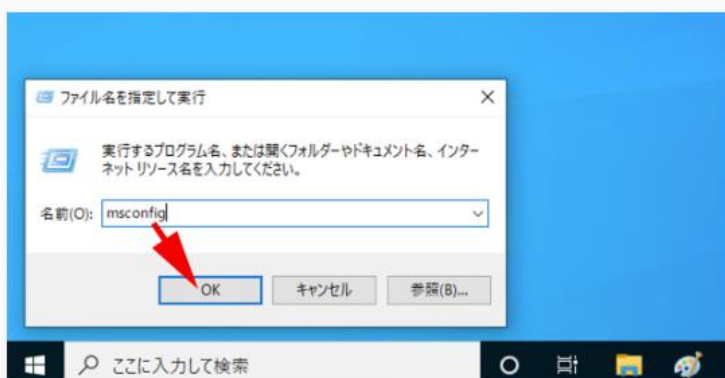 ファイル名を指定して実行
実行するプログラム名、または開くフォルダーやドキュメント名、インター
ネット リソース名を入力してください。
名前(O): msconfig
OK キャンセル 参照(B)...
ここに入力して検索